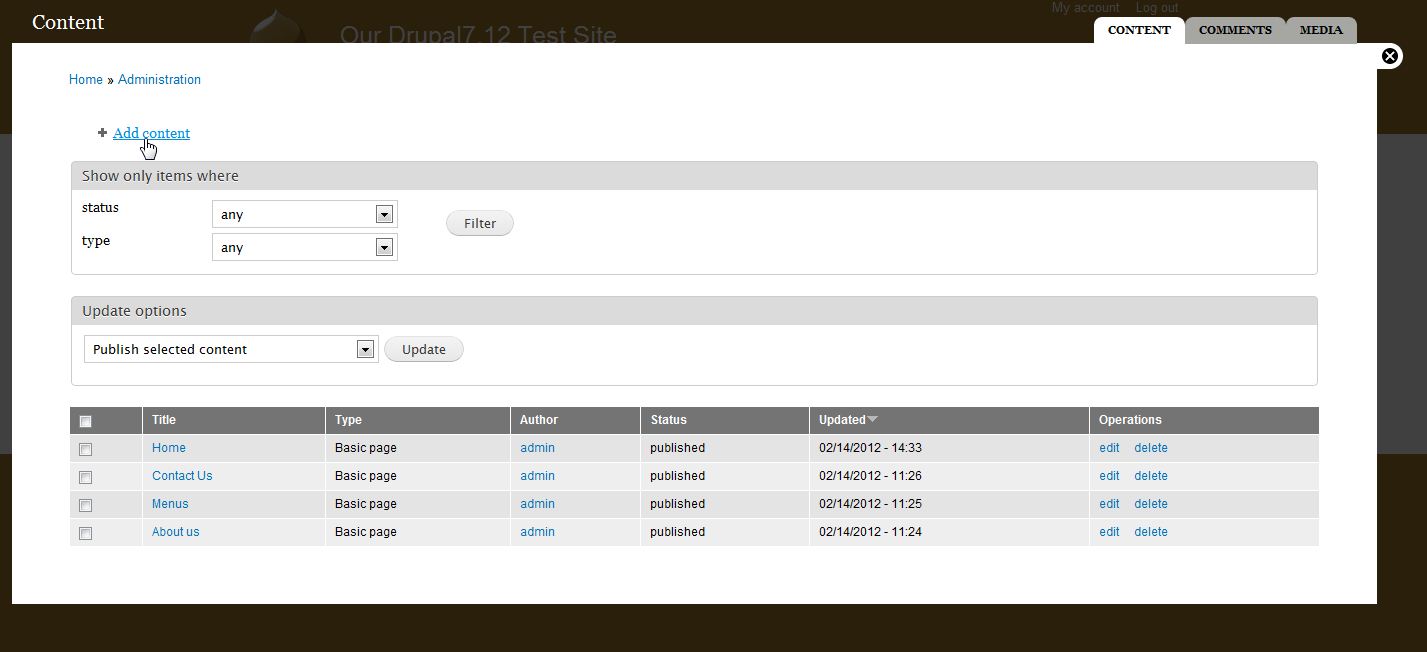 My account Log out
Content
Our Drupal7.12 Test Site
CONTENT COMMENTS MEDIA
Home » Administration
Add content
Show only items where
status any
Filter
type any
Update options
Publish selected content Update
Title Type Author Status Updated Operations
Home Basic page admin published 02/14/2012 - 14:33 edit delete
Contact Us Basic page admin published 02/14/2012 - 11:26 edit delete
Menus Basic page admin published 02/14/2012 - 11:25 edit delete
About us Basic page admin published 02/14/2012 - 11:24 edit delete